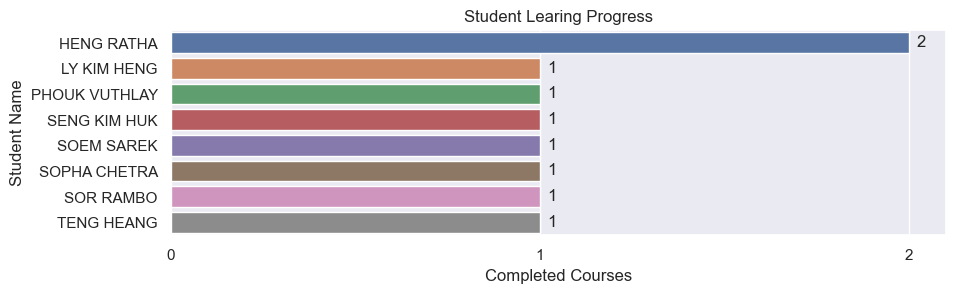 Student Learing Progress
Student Name
HENG RATHA 2
LY KIM HENG 1
PHOUK VUTHLAY 1
SENG KIM HUK 1
SOEM SAREK 1
SOPHA CHETRA 1
SOR RAMBO 1
TENG HEANG 1
0 1 2
Completed Courses